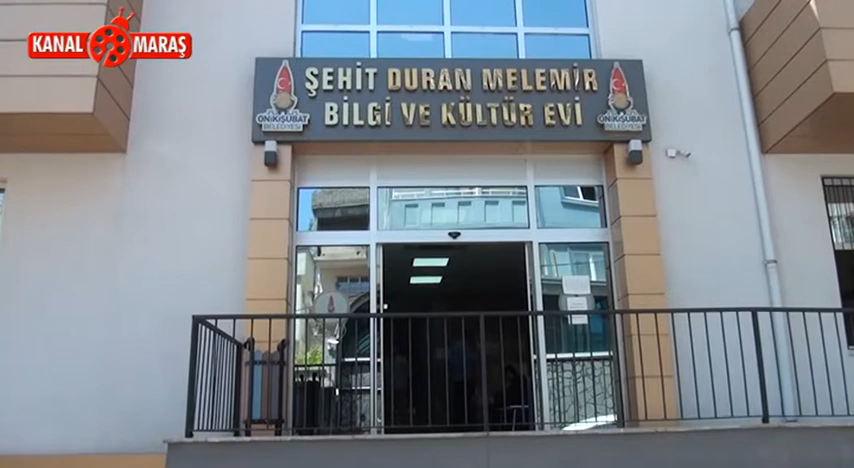 KANAL MARAŞ
ŞEHİT DURAN MELEMİR
BİLGİ VE KÜLTÜR EVİ
ONİKİŞUBAT
BELEDİYESİ
ONİKİŞUBAT
BELEDİYESİ